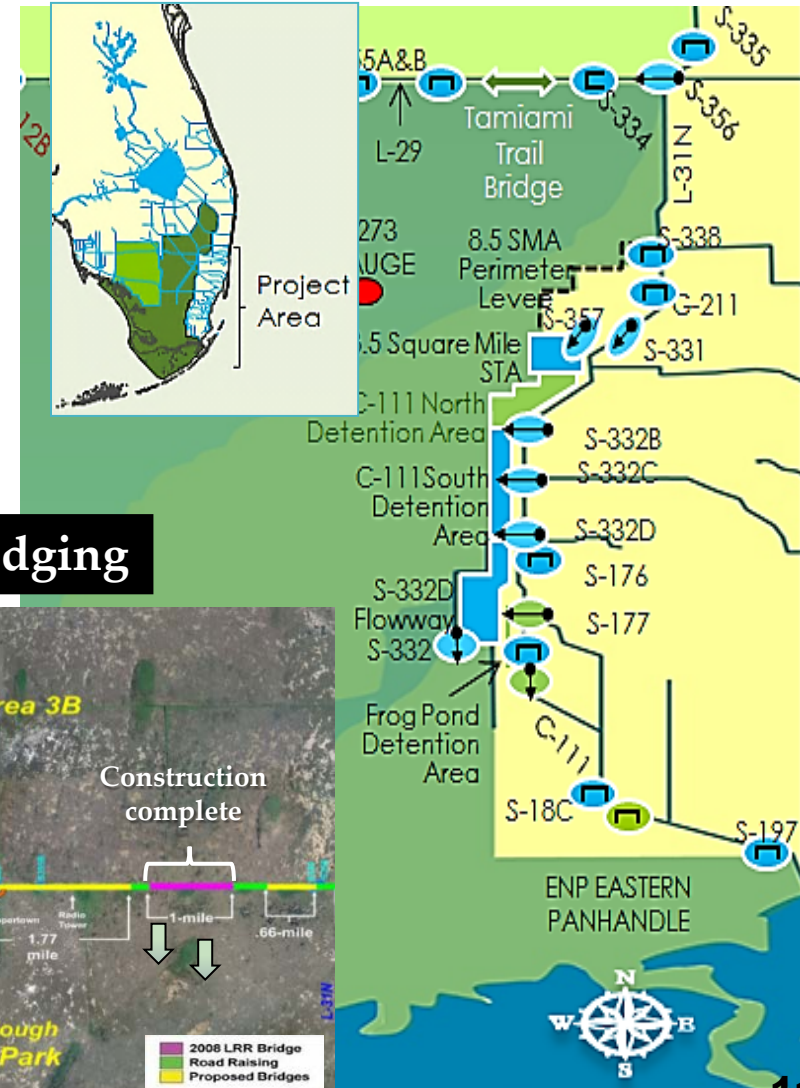 S-335
5A&B
12B
S-334
S-356
Tamiami
Trail
Bridge
L-29
L-31N
Project
Area
273
UGE
8.5 SMA
Perimeter
Levee
S-338
G-211
S-357
S-331
.5 Square Mile
STA
C-111 North
Detention Area
S-332B
C-111South
Detention
Area
S-332C
S-332D
S-176
dging
S-332D
Flowway
S-332
S-177
Frog Pond
Detention
Area
C-111
S-18C
S-197
ENP EASTERN
PANHANDLE
N
W
E
S
rea 3B
Construction
complete
pertown
Radio
Tower
1-mile
.66-mile
1.77
mile
L-31N
ough
Park
2008 LRR Bridge
Road Raising
Proposed Bridges